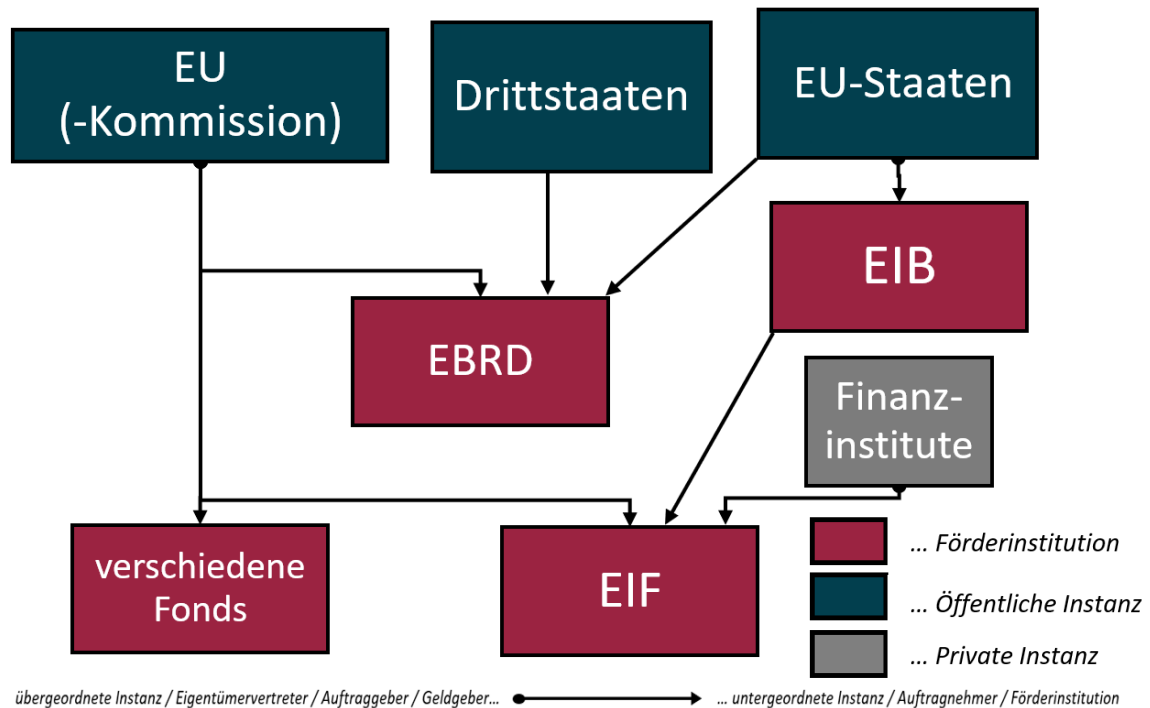 EU
(-Kommission)
Drittstaaten
EU-Staaten
EIB
EBRD
Finanz-
institute
verschiedene
Fonds
EIF
... Förderinstitution
... Öffentliche Instanz
... Private Instanz
übergeordnete Instanz / Eigentümervertreter / Auftraggeber / Geldgeber... ... untergeordnete Instanz / Auftragnehmer / Förderinstitution